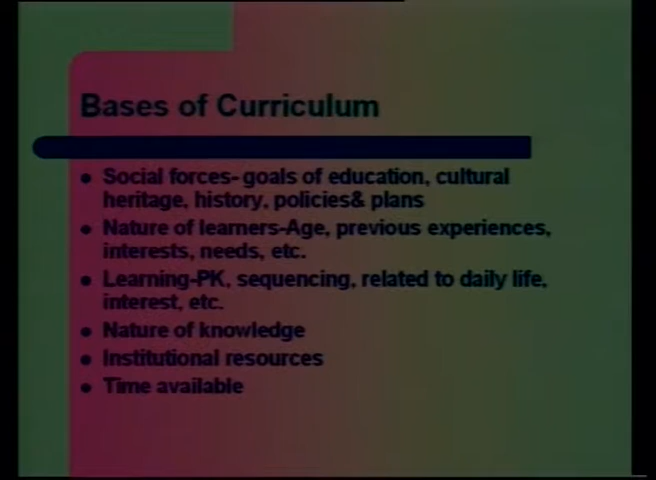 Bases of Curriculum
• Social forces- goals of education, cultural
heritage, history, policies& plans
• Nature of learners-Age, previous experiences,
interests, needs, etc.
• Learning-PK, sequencing, related to daily life,
interest, etc.
• Nature of knowledge
• Institutional resources
• Time available